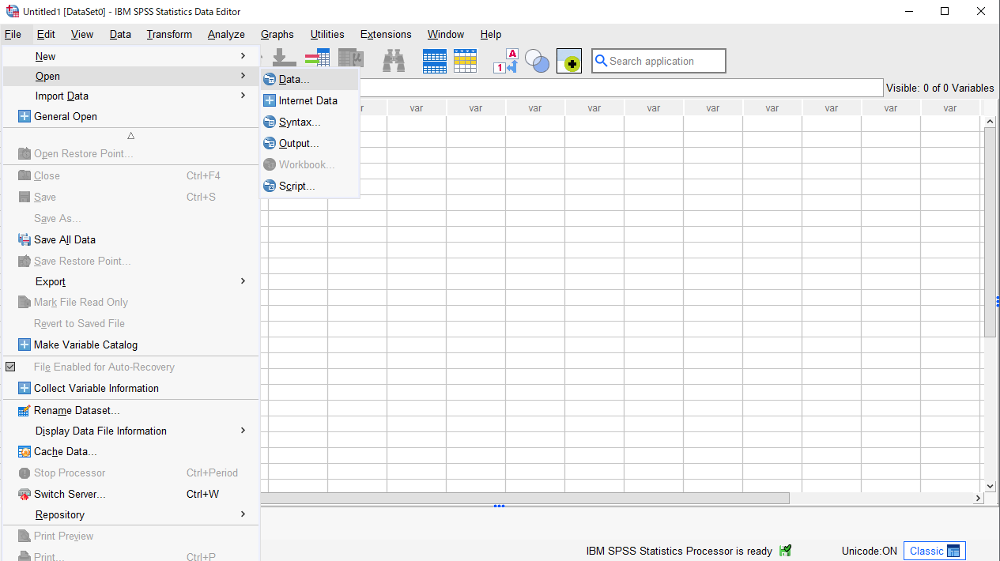 Untitled1 [DataSet0] - IBM SPSS Statistics Data Editor
File Edit View Data Transform Analyze Graphs Utilities Extensions Window Help
A
1
Search application
Visible: 0 of 0 Variables
var var var var var var var var var var
New
Open
Import Data
General Open
Open Restore Point...
Close Ctrl+F4
Save Ctrl+S
Save As...
Save All Data
Save Restore Point...
Export
Mark File Read Only
Revert to Saved File
Make Variable Catalog
File Enabled for Auto-Recovery
Collect Variable Information
Rename Dataset...
Display Data File Information
Cache Data...
Stop Processor Ctrl+Period
Switch Server... Ctrl+W
Repository
Print Preview
Print... Ctrl+P
Data...
Internet Data
Syntax...
Output...
Workbook...
Script...
IBM SPSS Statistics Processor is ready
Unicode:ON
Classic